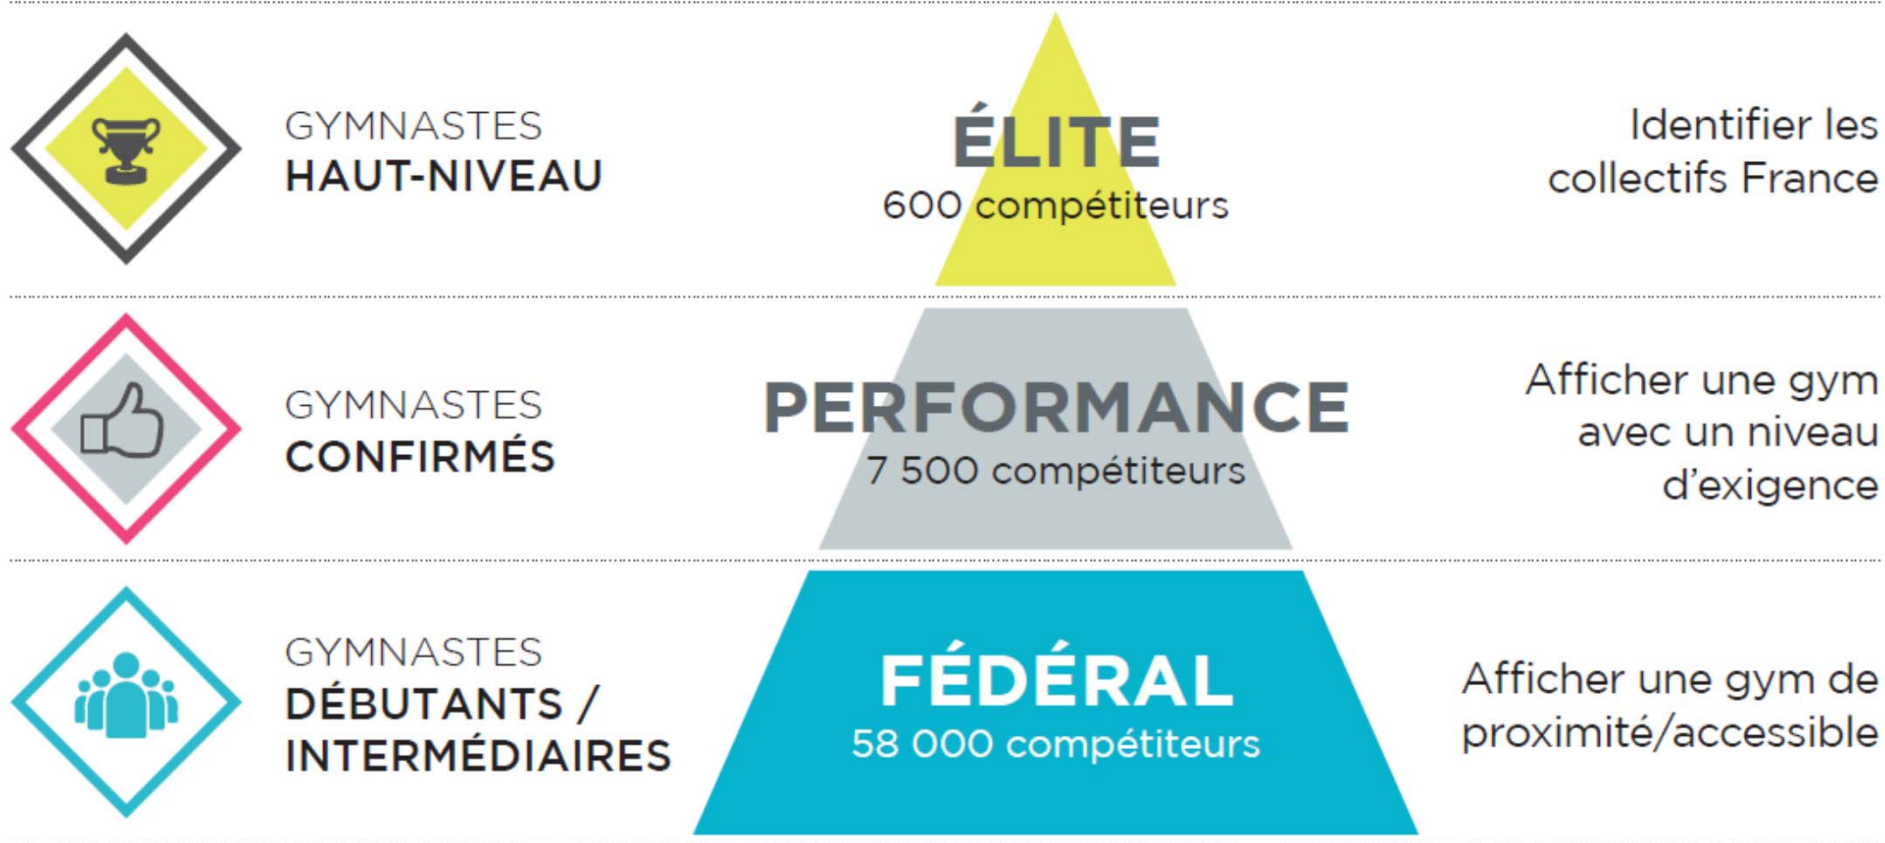 GYMNASTES
HAUT-NIVEAU
ÉLITE
600 compétiteurs
Identifier les
collectifs France
GYMNASTES
CONFIRMÉS
PERFORMANCE
7 500 compétiteurs
Afficher une gym
avec un niveau
d’exigence
GYMNASTES
DÉBUTANTS /
INTERMÉDIAIRES
FÉDÉRAL
58 000 compétiteurs
Afficher une gym de
proximité/accessible